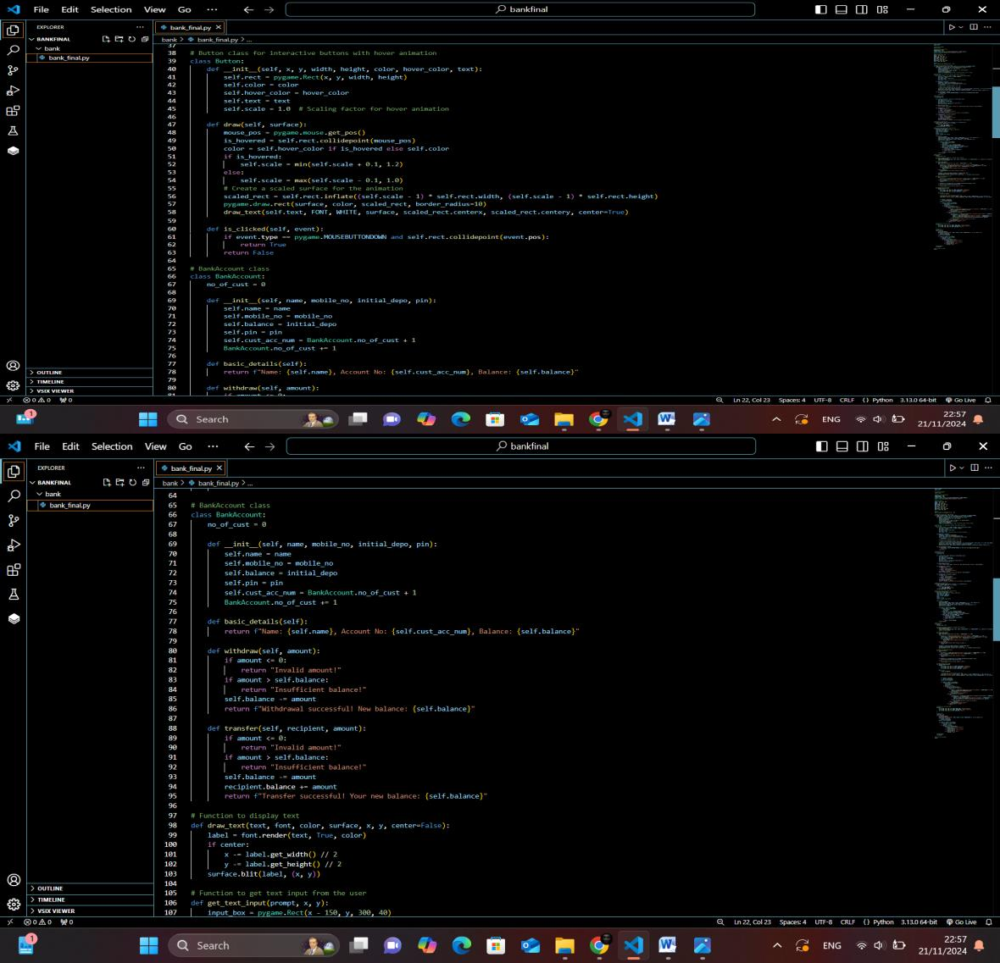 File Edit Selection View Go ··· bankfinal
EXPLORER ··· bank_final.py
BANKFINAL bank > bank_final.py > ...
bank
bank_final.py
37
38 # Button class for interactive buttons with hover animation
39 class Button:
40 def __init__(self, x, y, width, height, color, hover_color, text):
41 self.rect = pygame.Rect(x, y, width, height)
42 self.color = color
43 self.hover_color = hover_color
44 self.text = text
45 self.scale = 1.0 # Scaling factor for hover animation
46
47 def draw(self, surface):
48 mouse_pos = pygame.mouse.get_pos()
49 is_hovered = self.rect.collidepoint(mouse_pos)
50 color = self.hover_color if is_hovered else self.color
51 if is_hovered:
52 self.scale = min(self.scale + 0.1, 1.2)
53 else:
54 self.scale = max(self.scale - 0.1, 1.0)
55 # Create a scaled surface for the animation
56 scaled_rect = self.rect.inflate((self.scale - 1) * self.rect.width, (self.scale - 1) * self.rect.height)
57 pygame.draw.rect(surface, color, scaled_rect, border_radius=10)
58 draw_text(self.text, FONT, WHITE, surface, scaled_rect.centerx, scaled_rect.centery, center=True)
59
60 def is_clicked(self, event):
61 if event.type == pygame.MOUSEBUTTONDOWN and self.rect.collidepoint(event.pos):
62 return True
63 return False
64
65 # BankAccount class
66 class BankAccount:
67 no_of_cust = 0
68
69 def __init__(self, name, mobile_no, initial_depo, pin):
70 self.name = name
71 self.mobile_no = mobile_no
72 self.balance = initial_depo
73 self.pin = pin
74 self.cust_acc_num = BankAccount.no_of_cust + 1
75 BankAccount.no_of_cust += 1
76
77 def basic_details(self):
78 return f"Name: {self.name}, Account No: {self.cust_acc_num}, Balance: {self.balance}"
79
80 def withdraw(self, amount):
81 if amount <= 0:
OUTLINE
TIMELINE
VSIX VIEWER
0 0 0 Ln 22, Col 23 Spaces: 4 UTF-8 CRLF {} Python 3.13.0 64-bit Go Live
1 Search ENG 22:57
21/11/2024
File Edit Selection View Go ··· bankfinal
EXPLORER ··· bank_final.py
BANKFINAL bank > bank_final.py > ...
bank
bank_final.py
64
65 # BankAccount class
66 class BankAccount:
67 no_of_cust = 0
68
69 def __init__(self, name, mobile_no, initial_depo, pin):
70 self.name = name
71 self.mobile_no = mobile_no
72 self.balance = initial_depo
73 self.pin = pin
74 self.cust_acc_num = BankAccount.no_of_cust + 1
75 BankAccount.no_of_cust += 1
76
77 def basic_details(self):
78 return f"Name: {self.name}, Account No: {self.cust_acc_num}, Balance: {self.balance}"
79
80 def withdraw(self, amount):
81 if amount <= 0:
82 return "Invalid amount!"
83 if amount > self.balance:
84 return "Insufficient balance!"
85 self.balance -= amount
86 return f"Withdrawal successful! New balance: {self.balance}"
87
88 def transfer(self, recipient, amount):
89 if amount <= 0:
90 return "Invalid amount!"
91 if amount > self.balance:
92 return "Insufficient balance!"
93 self.balance -= amount
94 recipient.balance += amount
95 return f"Transfer successful! Your new balance: {self.balance}"
96
97 # Function to display text
98 def draw_text(text, font, color, surface, x, y, center=False):
99 label = font.render(text, True, color)
100 if center:
101 x -= label.get_width() // 2
102 y -= label.get_height() // 2
103 surface.blit(label, (x, y))
104
105 # Function to get text input from the user
106 def get_text_input(prompt, x, y):
107 input_box = pygame.Rect(x - 150, y, 300, 40)
OUTLINE
TIMELINE
VSIX VIEWER
0 0 0 Ln 22, Col 23 Spaces: 4 UTF-8 CRLF {} Python 3.13.0 64-bit Go Live
1 Search ENG 22:57
21/11/2024